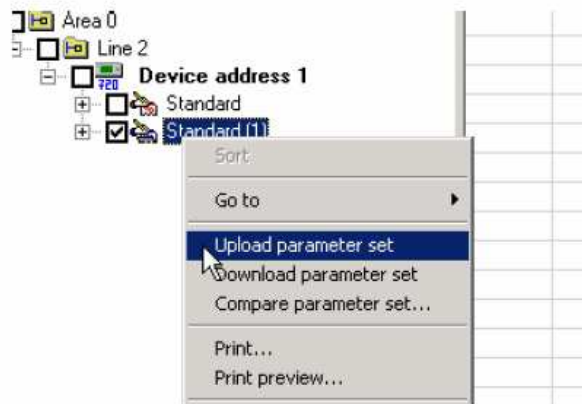 Area 0
Line 2
720 Device address 1
Standard
Standard (1)
Sort
Go to
Upload parameter set
Download parameter set
Compare parameter set...
Print...
Print preview...